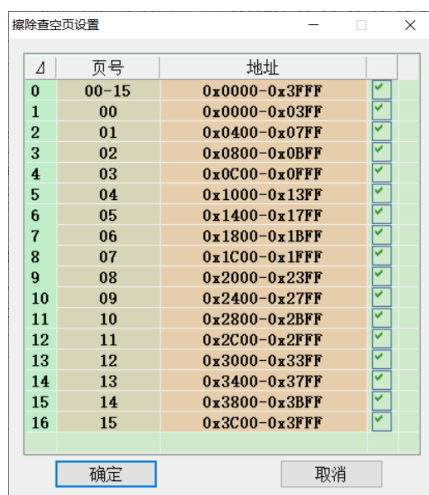 擦除查空页设置
⊿ 页号 地址
0 00-15 0x0000-0x3FFF
1 00 0x0000-0x03FF
2 01 0x0400-0x07FF
3 02 0x0800-0x0BFF
4 03 0x0C00-0x0FFF
5 04 0x1000-0x13FF
6 05 0x1400-0x17FF
7 06 0x1800-0x1BFF
8 07 0x1C00-0x1FFF
9 08 0x2000-0x23FF
10 09 0x2400-0x27FF
11 10 0x2800-0x2BFF
12 11 0x2C00-0x2FFF
13 12 0x3000-0x33FF
14 13 0x3400-0x37FF
15 14 0x3800-0x3BFF
16 15 0x3C00-0x3FFF
确定 取消